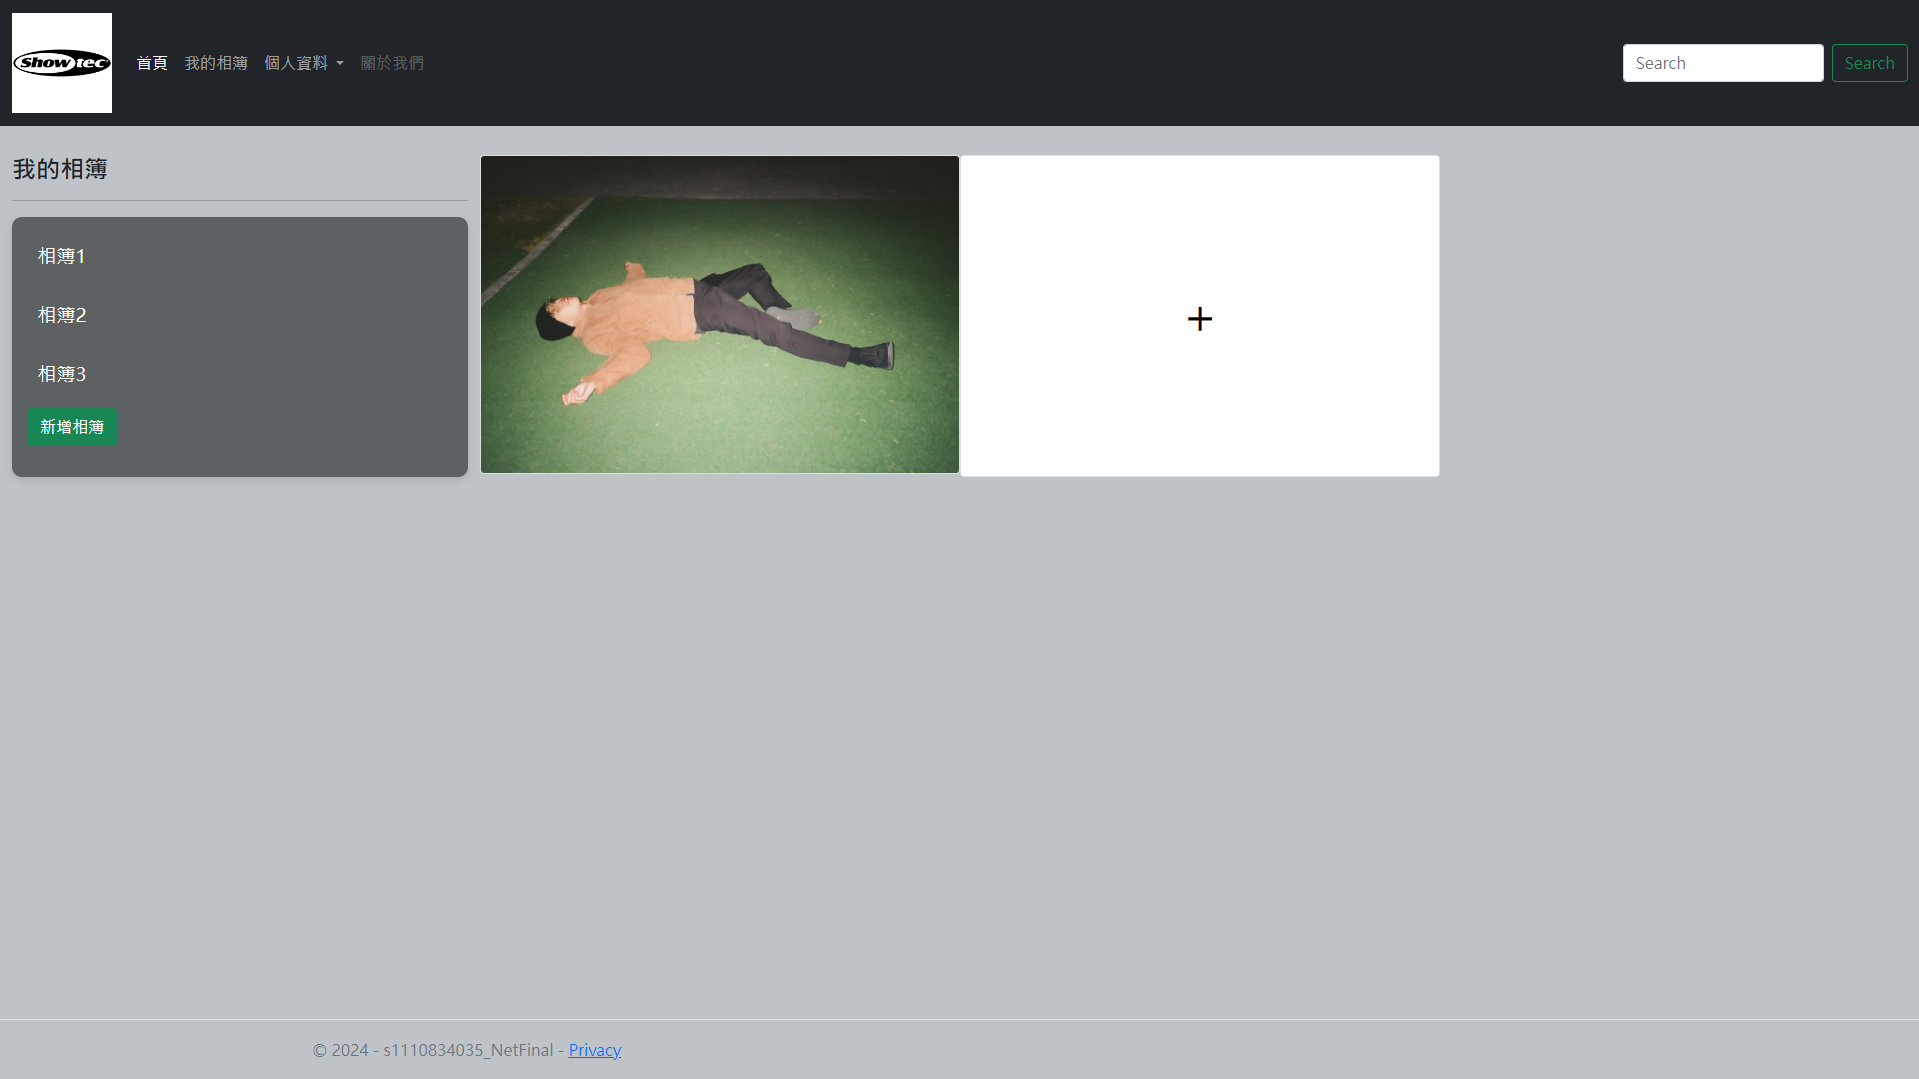 Showtec
首頁 我的相簿 個人資料 關於我們 Search Search
我的相簿
相簿1
相簿2
相簿3
新增相簿
© 2024 - s1110834035_NetFinal - Privacy